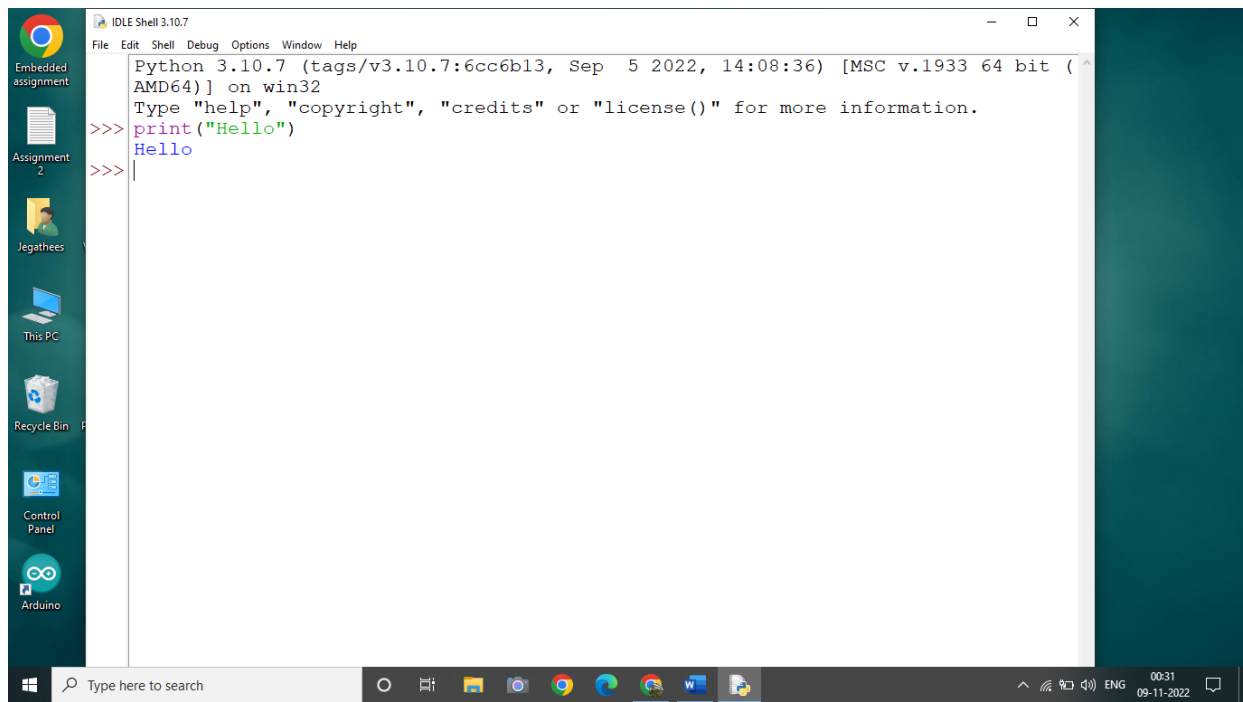 IDLE Shell 3.10.7
File Edit Shell Debug Options Window Help
Python 3.10.7 (tags/v3.10.7:6cc6b13, Sep  5 2022, 14:08:36) [MSC v.1933 64 bit (
AMD64)] on win32
Type "help", "copyright", "credits" or "license()" for more information.
>>> print("Hello")
Hello
>>>
Embedded
assignment
Assignment
2
Jegathees
This PC
Recycle Bin
Control
Panel
Arduino
Type here to search
ENG
00:31
09-11-2022